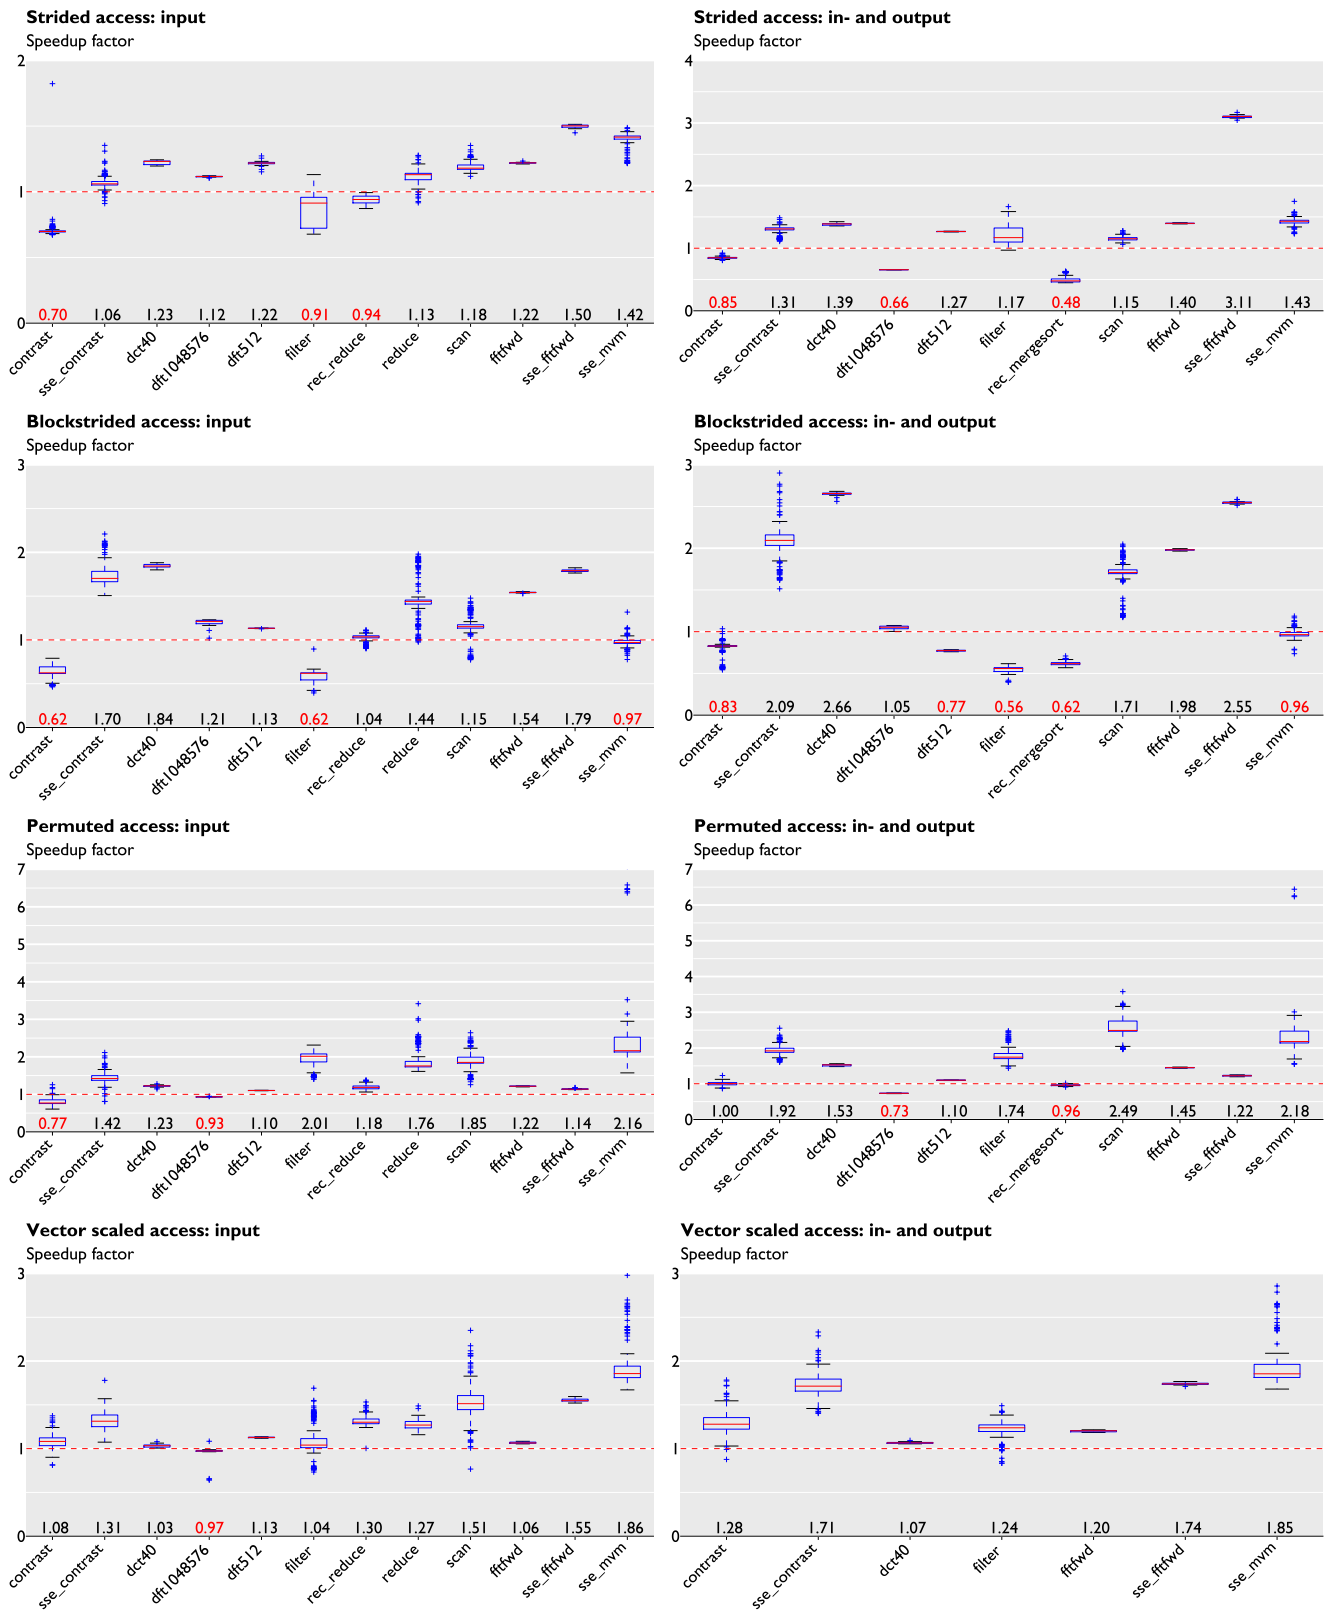 Strided access: input
Speedup factor
2
1
0
0.70 1.06 1.23 1.12 1.22 0.91 0.94 1.13 1.18 1.22 1.50 1.42
contrast sse_contrast dct40 dft1048576 dft512 filter rec_reduce reduce scan fftfwd sse_fftfwd sse_mvm
Strided access: in- and output
Speedup factor
4
3
2
1
0
0.85 1.31 1.39 0.66 1.27 1.17 0.48 1.15 1.40 3.11 1.43
contrast sse_contrast dct40 dft1048576 dft512 filter rec_mergesort scan fftfwd sse_fftfwd sse_mvm
Blockstrided access: input
Speedup factor
3
2
1
0
0.62 1.70 1.84 1.21 1.13 0.62 1.04 1.44 1.15 1.54 1.79 0.97
contrast sse_contrast dct40 dft1048576 dft512 filter rec_reduce reduce scan fftfwd sse_fftfwd sse_mvm
Blockstrided access: in- and output
Speedup factor
3
2
1
0
0.83 2.09 2.66 1.05 0.77 0.56 0.62 1.71 1.98 2.55 0.96
contrast sse_contrast dct40 dft1048576 dft512 filter rec_mergesort scan fftfwd sse_fftfwd sse_mvm
Permuted access: input
Speedup factor
7
6
5
4
3
2
1
0
0.77 1.42 1.23 0.93 1.10 2.01 1.18 1.76 1.85 1.22 1.14 2.16
contrast sse_contrast dct40 dft1048576 dft512 filter rec_reduce reduce scan fftfwd sse_fftfwd sse_mvm
Permuted access: in- and output
Speedup factor
7
6
5
4
3
2
1
0
1.00 1.92 1.53 0.73 1.10 1.74 0.96 2.49 1.45 1.22 2.18
contrast sse_contrast dct40 dft1048576 dft512 filter rec_mergesort scan fftfwd sse_fftfwd sse_mvm
Vector scaled access: input
Speedup factor
3
2
1
0
1.08 1.31 1.03 0.97 1.13 1.04 1.30 1.27 1.51 1.06 1.55 1.86
contrast sse_contrast dct40 dft1048576 dft512 filter rec_reduce reduce scan fftfwd sse_fftfwd sse_mvm
Vector scaled access: in- and output
Speedup factor
3
2
1
0
1.28 1.71 1.07 1.24 1.20 1.74 1.85
contrast sse_contrast dct40 filter fftfwd sse_fftfwd sse_mvm